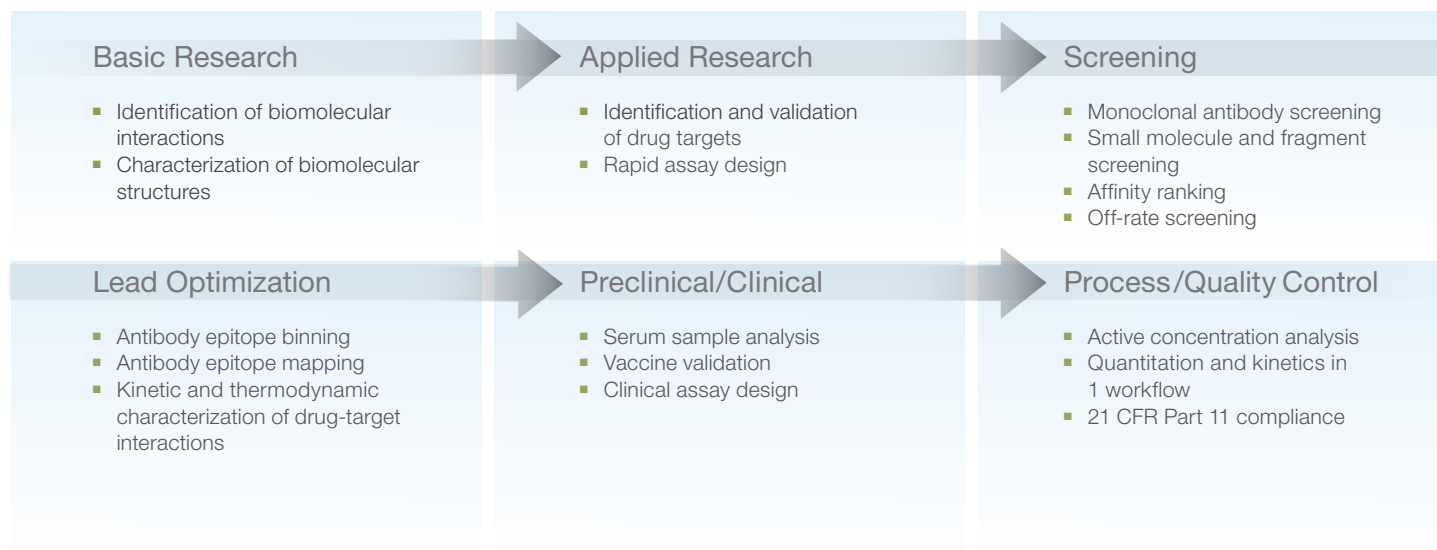 Basic Research
■ Identification of biomolecular
interactions
■ Characterization of biomolecular
structures
Applied Research
■ Identification and validation
of drug targets
■ Rapid assay design
Screening
■ Monoclonal antibody screening
■ Small molecule and fragment
screening
■ Affinity ranking
■ Off-rate screening
Lead Optimization
■ Antibody epitope binning
■ Antibody epitope mapping
■ Kinetic and thermodynamic
characterization of drug-target
interactions
Preclinical/Clinical
■ Serum sample analysis
■ Vaccine validation
■ Clinical assay design
Process/Quality Control
■ Active concentration analysis
■ Quantitation and kinetics in
1 workflow
■ 21 CFR Part 11 compliance